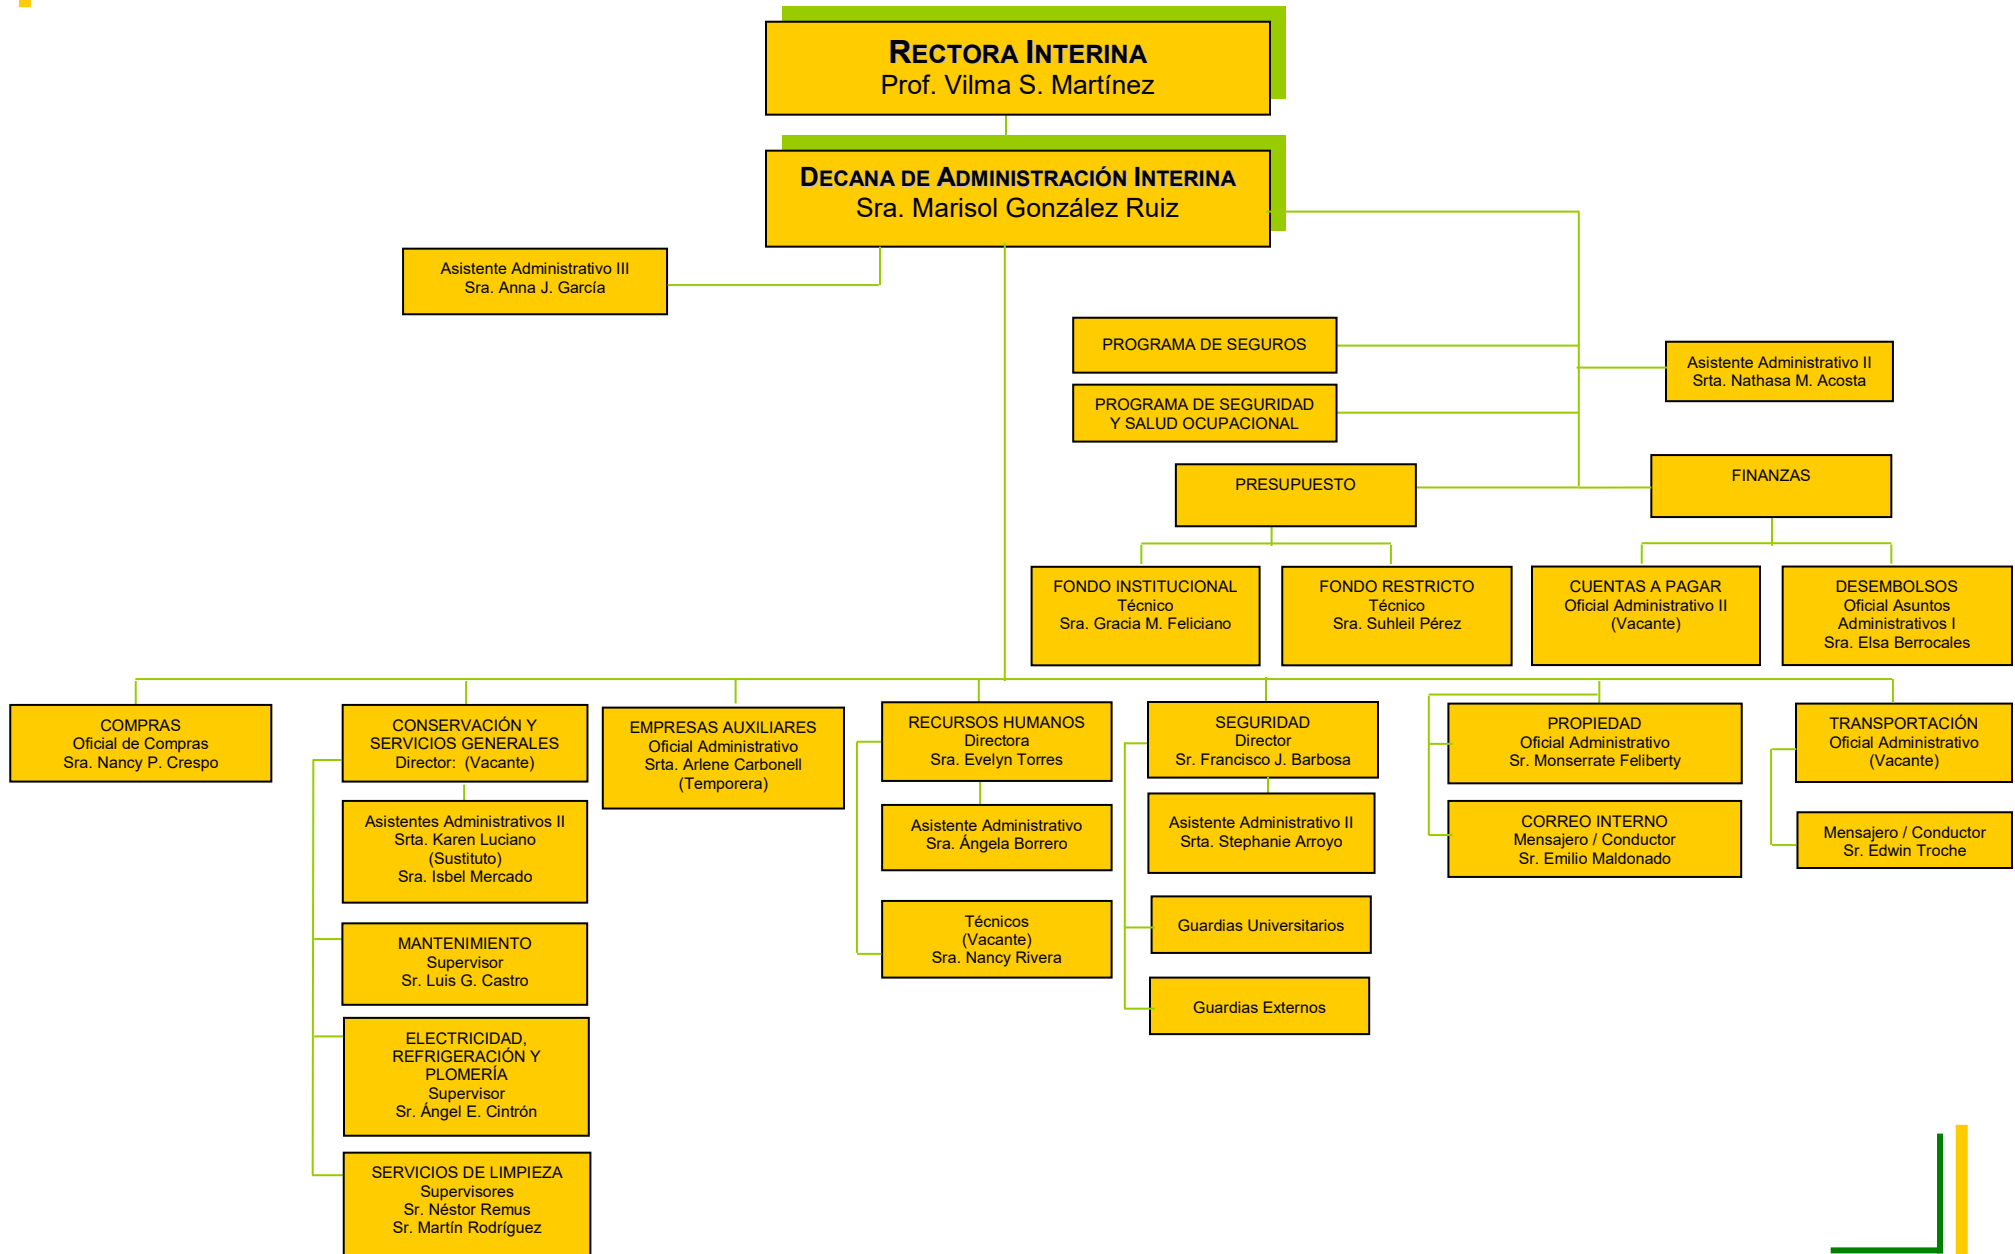 RECTORA INTERINA
Prof. Vilma S. Martínez
DECANA DE ADMINISTRACIÓN INTERINA
Sra. Marisol González Ruiz
Asistente Administrativo III
Sra. Anna J. García
PROGRAMA DE SEGUROS
Asistente Administrativo II
Srta. Nathasa M. Acosta
PROGRAMA DE SEGURIDAD
Y SALUD OCUPACIONAL
PRESUPUESTO
FINANZAS
FONDO INSTITUCIONAL
Técnico
Sra. Gracia M. Feliciano
FONDO RESTRICTO
Técnico
Sra. Suhleil Pérez
CUENTAS A PAGAR
Oficial Administrativo II
(Vacante)
DESEMBOLSOS
Oficial Asuntos
Administrativos I
Sra. Elsa Berrocales
COMPRAS
Oficial de Compras
Sra. Nancy P. Crespo
CONSERVACIÓN Y
SERVICIOS GENERALES
Director: (Vacante)
EMPRESAS AUXILIARES
Oficial Administrativo
Srta. Arlene Carbonell
(Temporera)
RECURSOS HUMANOS
Directora
Sra. Evelyn Torres
SEGURIDAD
Director
Sr. Francisco J. Barbosa
PROPIEDAD
Oficial Administrativo
Sr. Monserrate Feliberty
TRANSPORTACIÓN
Oficial Administrativo
(Vacante)
Asistentes Administrativos II
Srta. Karen Luciano
(Sustituto)
Sra. Isbel Mercado
Asistente Administrativo
Sra. Ángela Borrero
Asistente Administrativo II
Srta. Stephanie Arroyo
CORREO INTERNO
Mensajero / Conductor
Sr. Emilio Maldonado
Mensajero / Conductor
Sr. Edwin Troche
MANTENIMIENTO
Supervisor
Sr. Luis G. Castro
Técnicos
(Vacante)
Sra. Nancy Rivera
Guardias Universitarios
Guardias Externos
ELECTRICIDAD,
REFRIGERACIÓN Y
PLOMERÍA
Supervisor
Sr. Ángel E. Cintrón
SERVICIOS DE LIMPIEZA
Supervisores
Sr. Néstor Remus
Sr. Martín Rodríguez